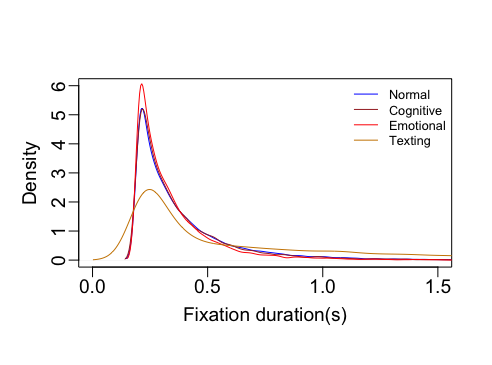 Normal
Cognitive
Emotional
Texting
Density
0
1
2
3
4
5
6
0.0 0.5 1.0 1.5
Fixation duration(s)